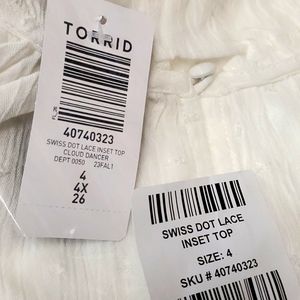 TORRID
40740323
SWISS DOT LACE INSET TOP
CLOUD DANCER
DEPT 0050 23FAL1
4
4X
26
SWISS DOT LACE
INSET TOP
SIZE: 4
SKU # 40740323